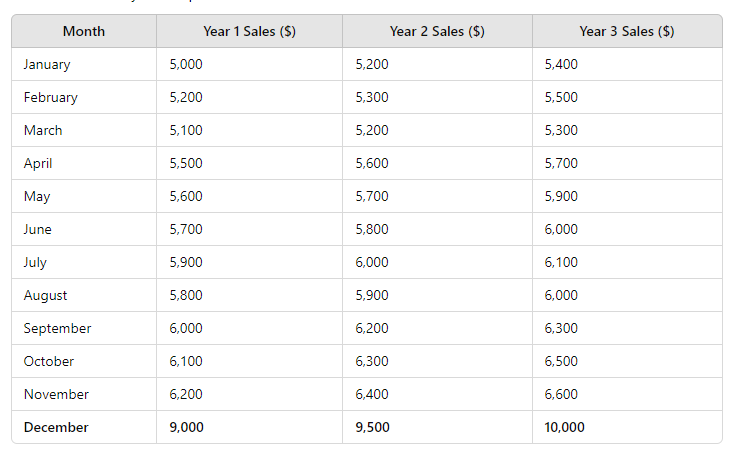 Month Year 1 Sales ($) Year 2 Sales ($) Year 3 Sales ($)
January 5,000 5,200 5,400
February 5,200 5,300 5,500
March 5,100 5,200 5,300
April 5,500 5,600 5,700
May 5,600 5,700 5,900
June 5,700 5,800 6,000
July 5,900 6,000 6,100
August 5,800 5,900 6,000
September 6,000 6,200 6,300
October 6,100 6,300 6,500
November 6,200 6,400 6,600
December 9,000 9,500 10,000